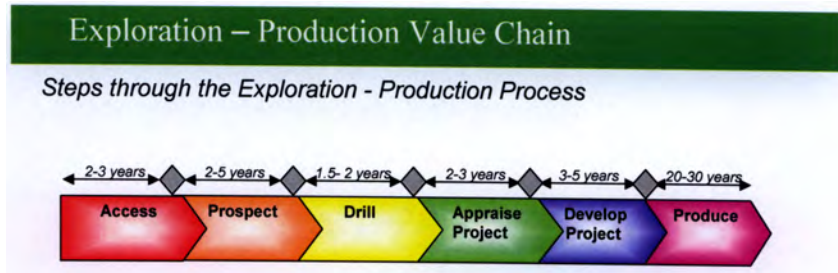 Exploration – Production Value Chain
Steps through the Exploration - Production Process
2-3 years 2-5 years 1.5- 2 years 2-3 years 3-5 years 20-30 years
Access Prospect Drill Appraise Project Develop Project Produce